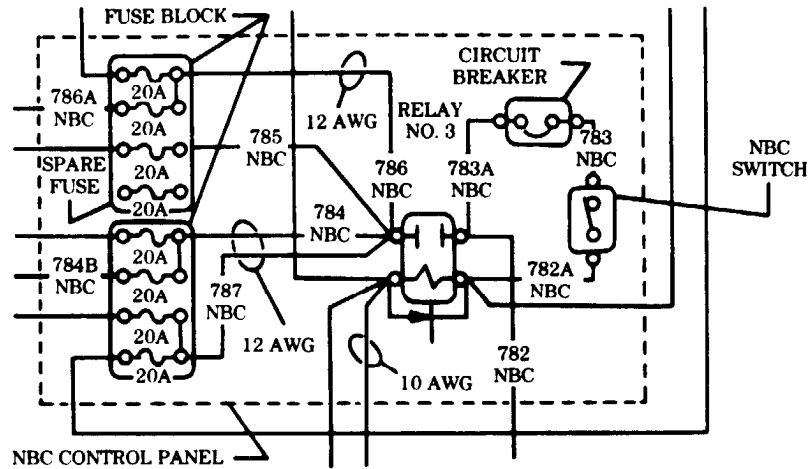 FUSE BLOCK
CIRCUIT
BREAKER
786A
NBC
20A
12 AWG
RELAY
NO. 3
20A
785
NBC
786
NBC
783A
NBC
783
NBC
NBC
SWITCH
SPARE
FUSE
20A
20A
784
NBC
784B
NBC
20A
787
NBC
782A
NBC
20A
12 AWG
782
NBC
20A
10 AWG
NBC CONTROL PANEL